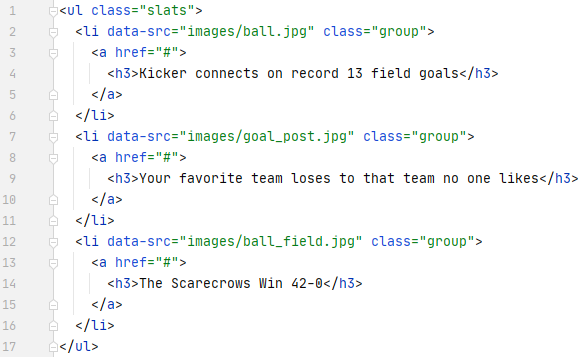 1 <ul class="slats">
2   <li data-src="images/ball.jpg" class="group">
3     <a href="#">
4       <h3>Kicker connects on record 13 field goals</h3>
5     </a>
6   </li>
7   <li data-src="images/goal_post.jpg" class="group">
8     <a href="#">
9       <h3>Your favorite team loses to that team no one likes</h3>
10     </a>
11   </li>
12   <li data-src="images/ball_field.jpg" class="group">
13     <a href="#">
14       <h3>The Scarecrows Win 42-0</h3>
15     </a>
16   </li>
17 </ul>